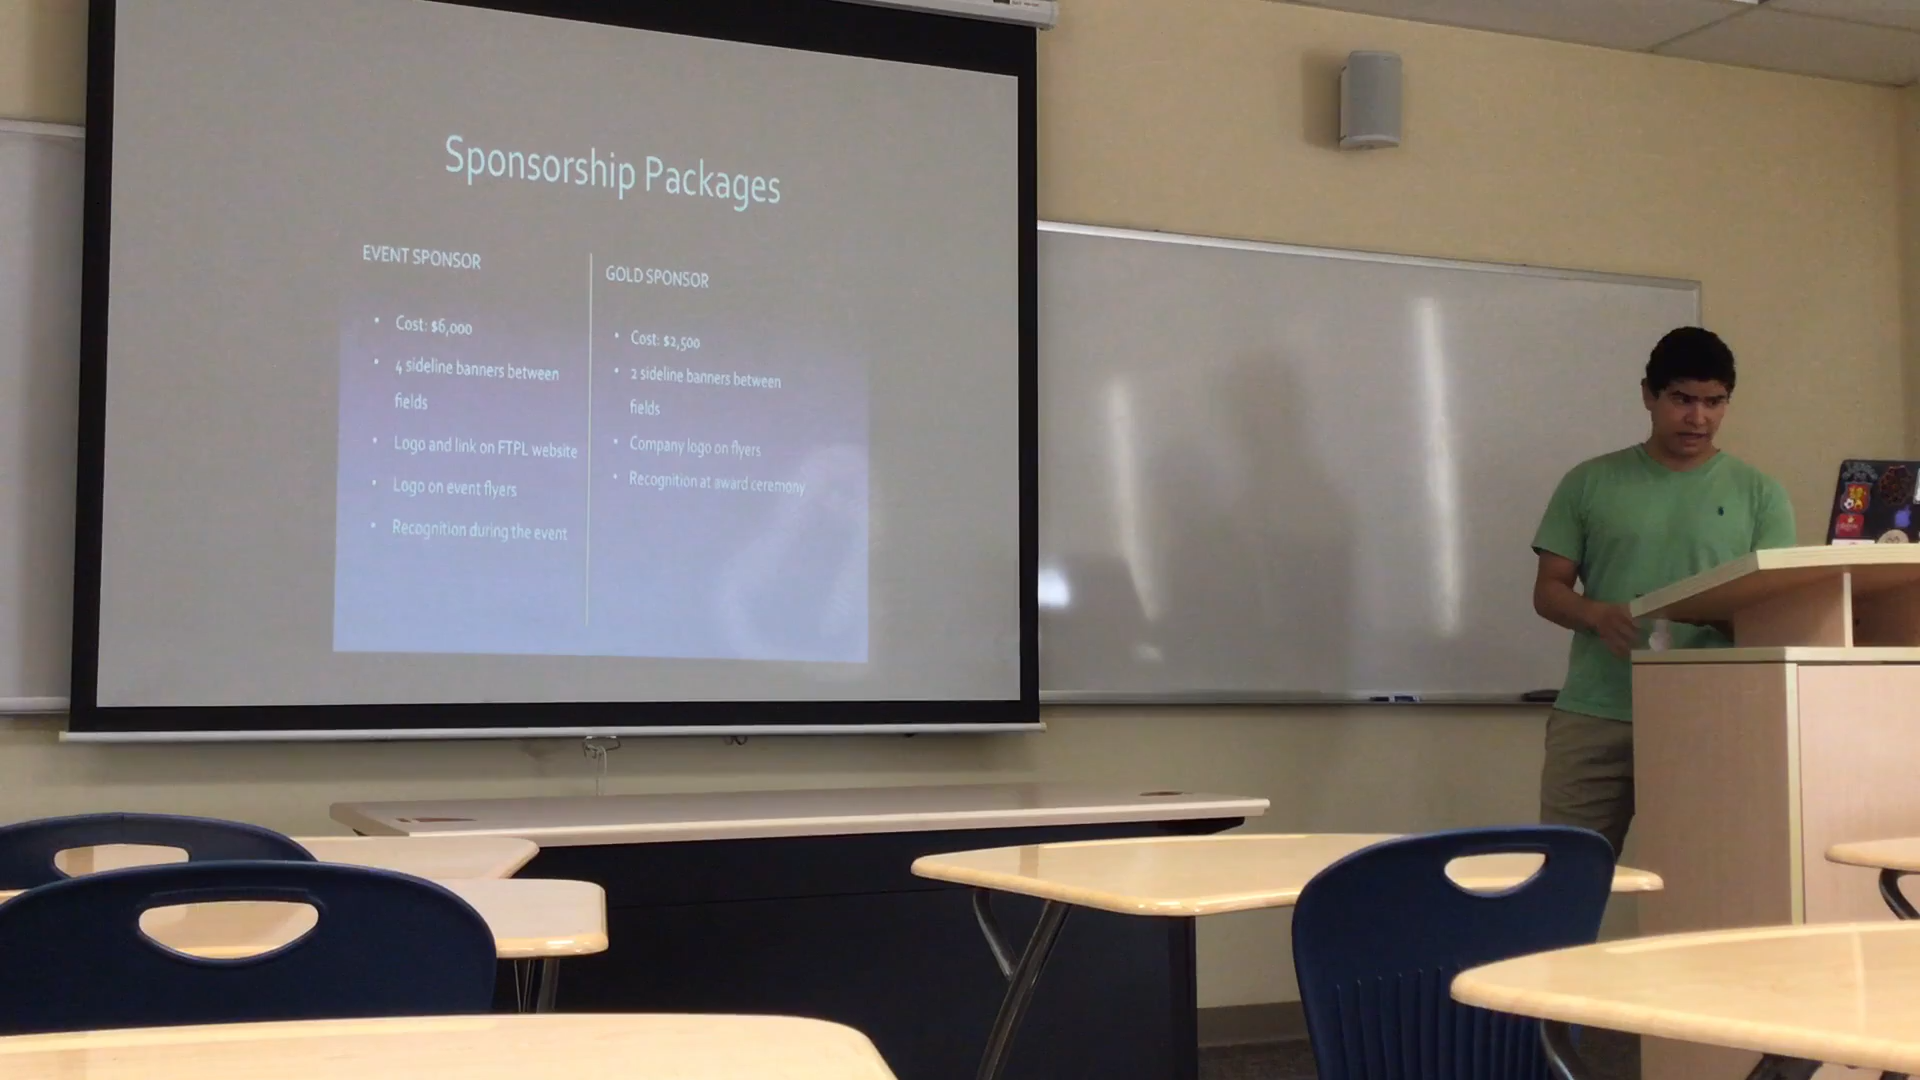 Sponsorship Packages
EVENT SPONSOR
• Cost: $6,000
• 4 sideline banners between
fields
• Logo and link on FTPL website
• Logo on event flyers
• Recognition during the event
GOLD SPONSOR
• Cost: $2,500
• 2 sideline banners between
fields
• Company logo on flyers
• Recognition at award ceremony